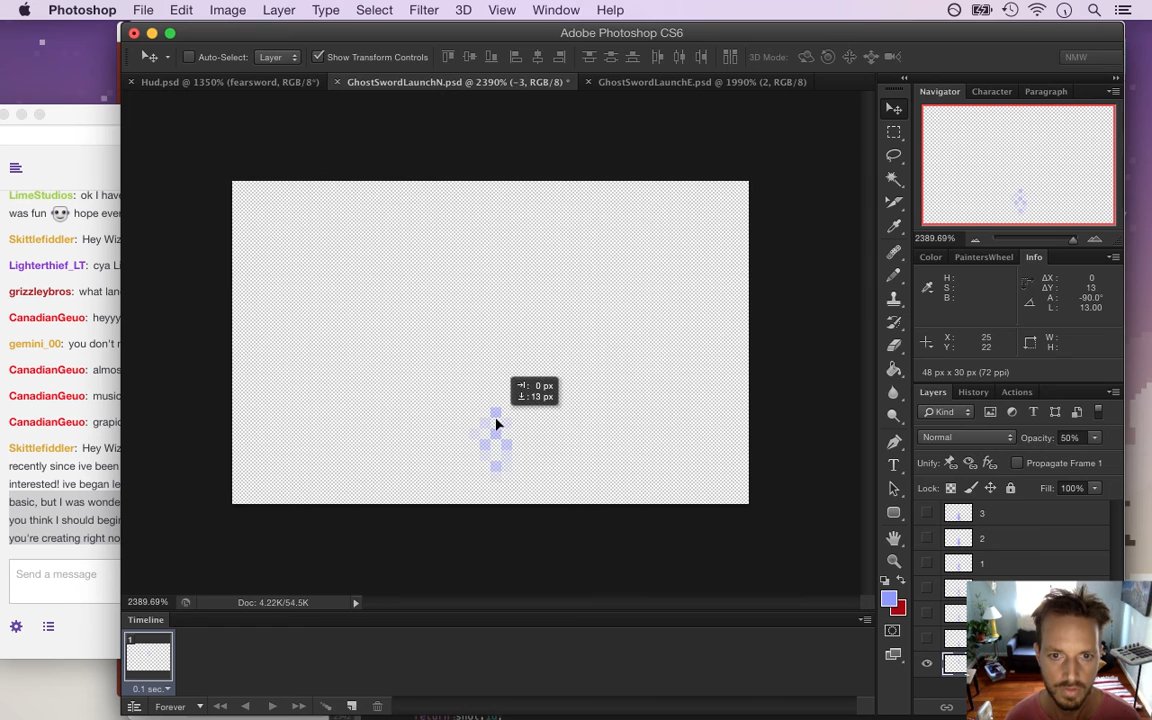 Photoshop File Edit Image Layer Type Select Filter 3D View Window Help
Adobe Photoshop CS6
Auto-Select: Layer Show Transform Controls 3D Mode: NMW
Hud.psd @ 1350% (fearsword, RGB/8*) GhostSwordLaunchN.psd @ 2390% (~3, RGB/8) * GhostSwordLaunchE.psd @ 1990% (2, RGB/8)
Navigator Character Paragraph
2389.69%
Color PaintersWheel Info
H: ΔX: 0
S: ΔY: 13
B: A: -90.0°
L: 13.00
X: 25 W:
Y: 22 H:
48 px x 30 px (72 ppi)
Layers History Actions
Kind
Normal Opacity: 50%
Unify: Propagate Frame 1
Lock: Fill: 100%
3
2
1
0 px
13 px
LimeStudios: ok I have
was fun hope ever
Skittlefiddler: Hey Wiz
Lighterthief_LT: cya Li
grizzleybros: what lan
CanadianGeuo: heyyy
gemini_00: you don't r
CanadianGeuo: almos
CanadianGeuo: music
CanadianGeuo: grapic
Skittlefiddler: Hey Wiz
recently since ive been
interested! ive began le
basic, but I was wonde
you think I should begi
you're creating right no
Send a message
2389.69% Doc: 4.22K/54.5K
Timeline
1
0.1 sec.
Forever